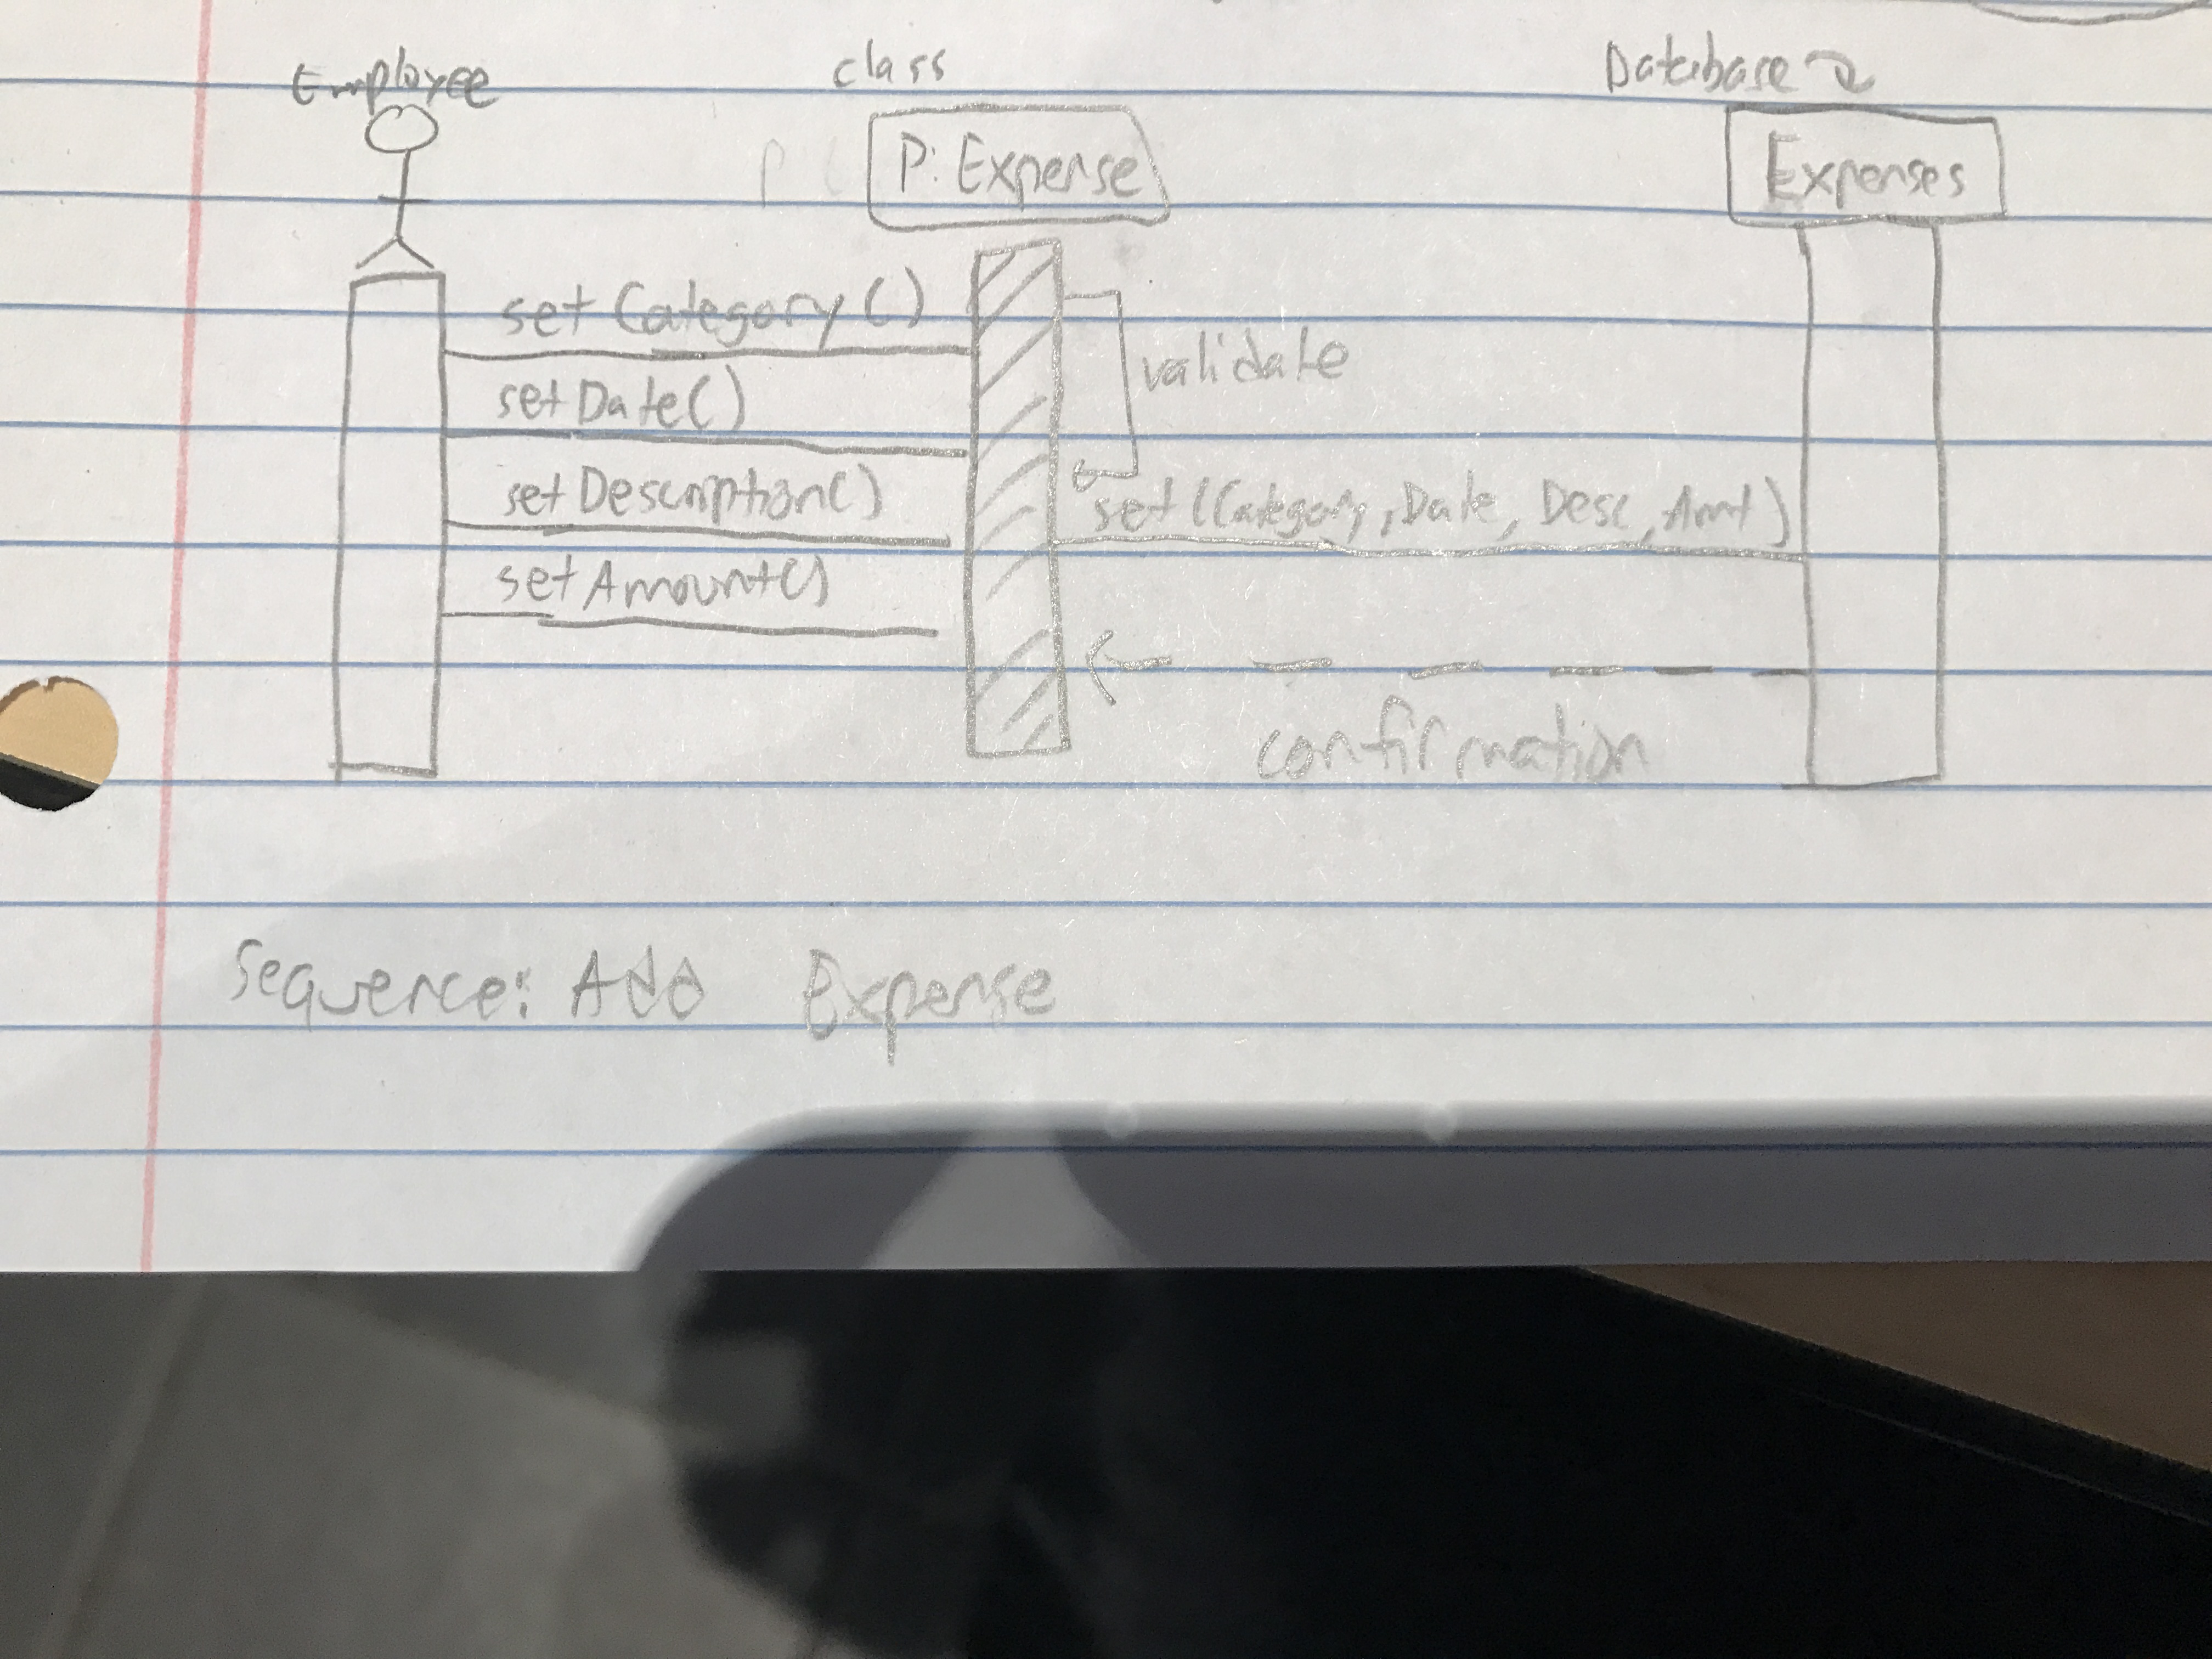 Employee
class
Database
P: Expense
Expenses
setCategory()
validate
setDate()
setDescription()
set(Category, Date, Desc, Amt)
setAmount()
confirmation
Sequence: Add Expense